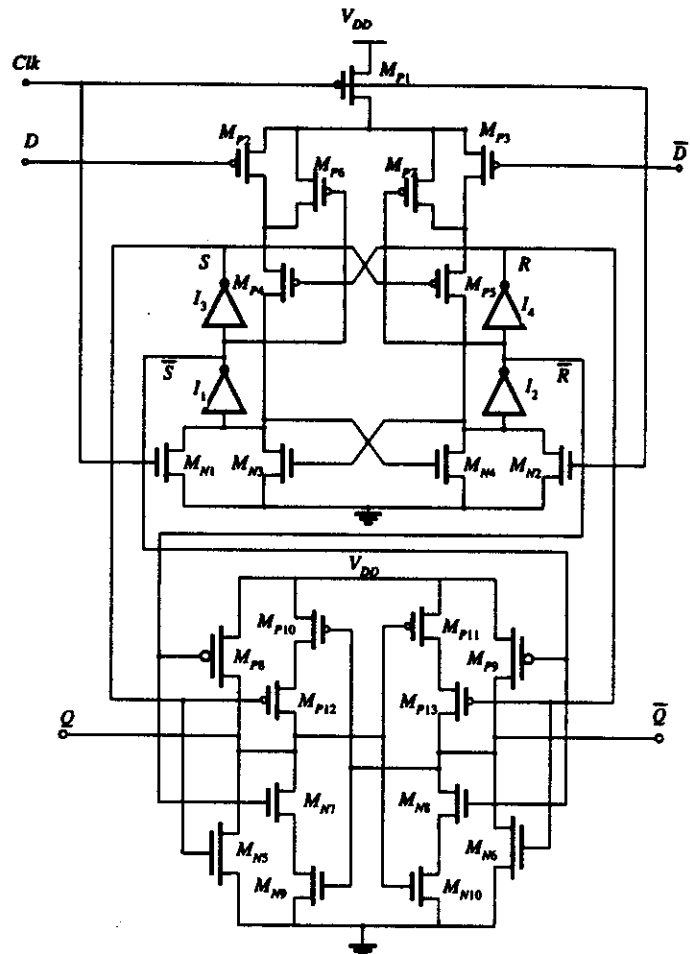 V_DD
Clk
M_P1
D
M_P2
M_P3
D̅
M_P6
M_P7
S
M_P4
M_P5
R
I_3
I_4
S̅
R̅
I_1
I_2
M_N1
M_N3
M_N4
M_N2
V_DD
M_P10
M_P11
M_P8
M_P9
M_P12
M_P13
Q
Q̅
M_N7
M_N8
M_N5
M_N6
M_N9
M_N10